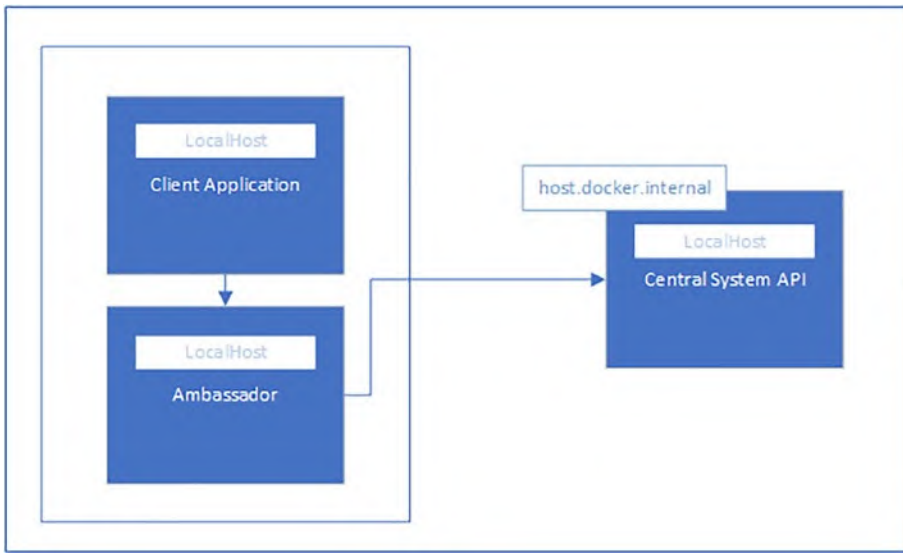 LocalHost
Client Application
host.docker.internal
LocalHost
Central System API
LocalHost
Ambassador